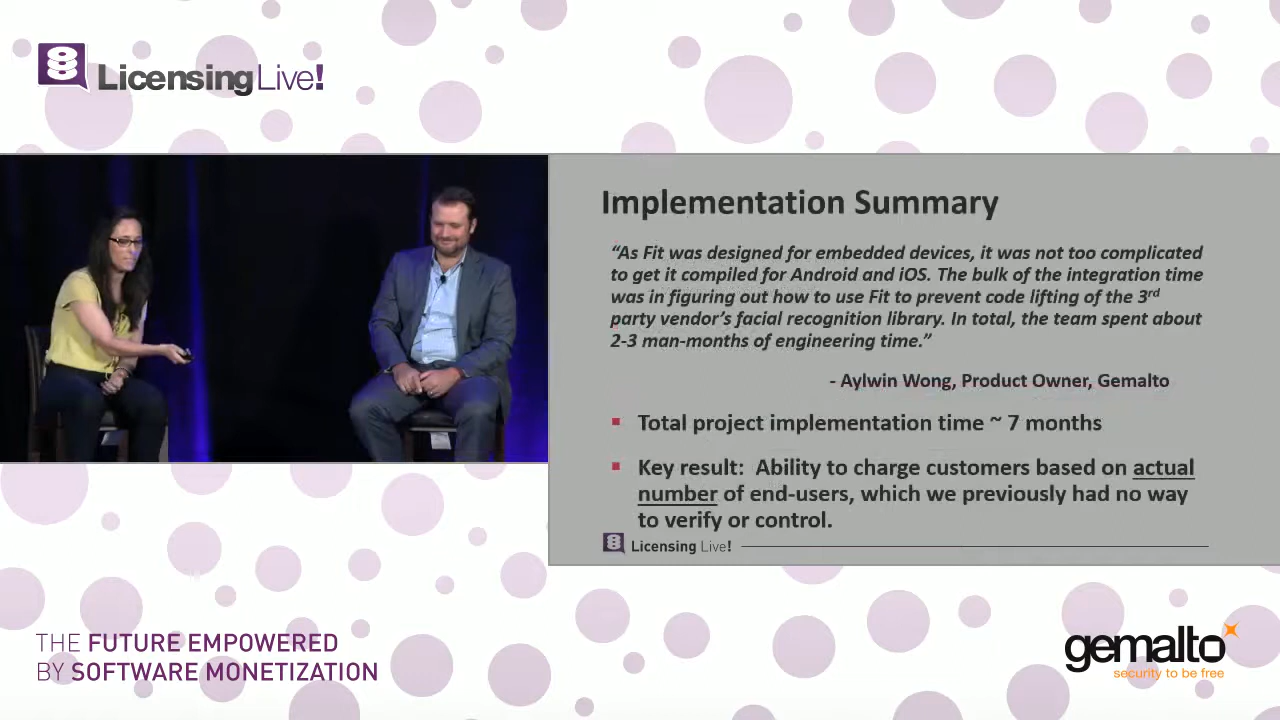 8 Licensing Live!
Implementation Summary
“As Fit was designed for embedded devices, it was not too complicated
to get it compiled for Android and iOS. The bulk of the integration time
was in figuring out how to use Fit to prevent code lifting of the 3rd
party vendor’s facial recognition library. In total, the team spent about
2-3 man-months of engineering time.”
- Aylwin Wong, Product Owner, Gemalto
Total project implementation time ~ 7 months
Key result: Ability to charge customers based on actual
number of end-users, which we previously had no way
to verify or control.
8 Licensing Live!
THE FUTURE EMPOWERED
BY SOFTWARE MONETIZATION
gemalto
security to be free